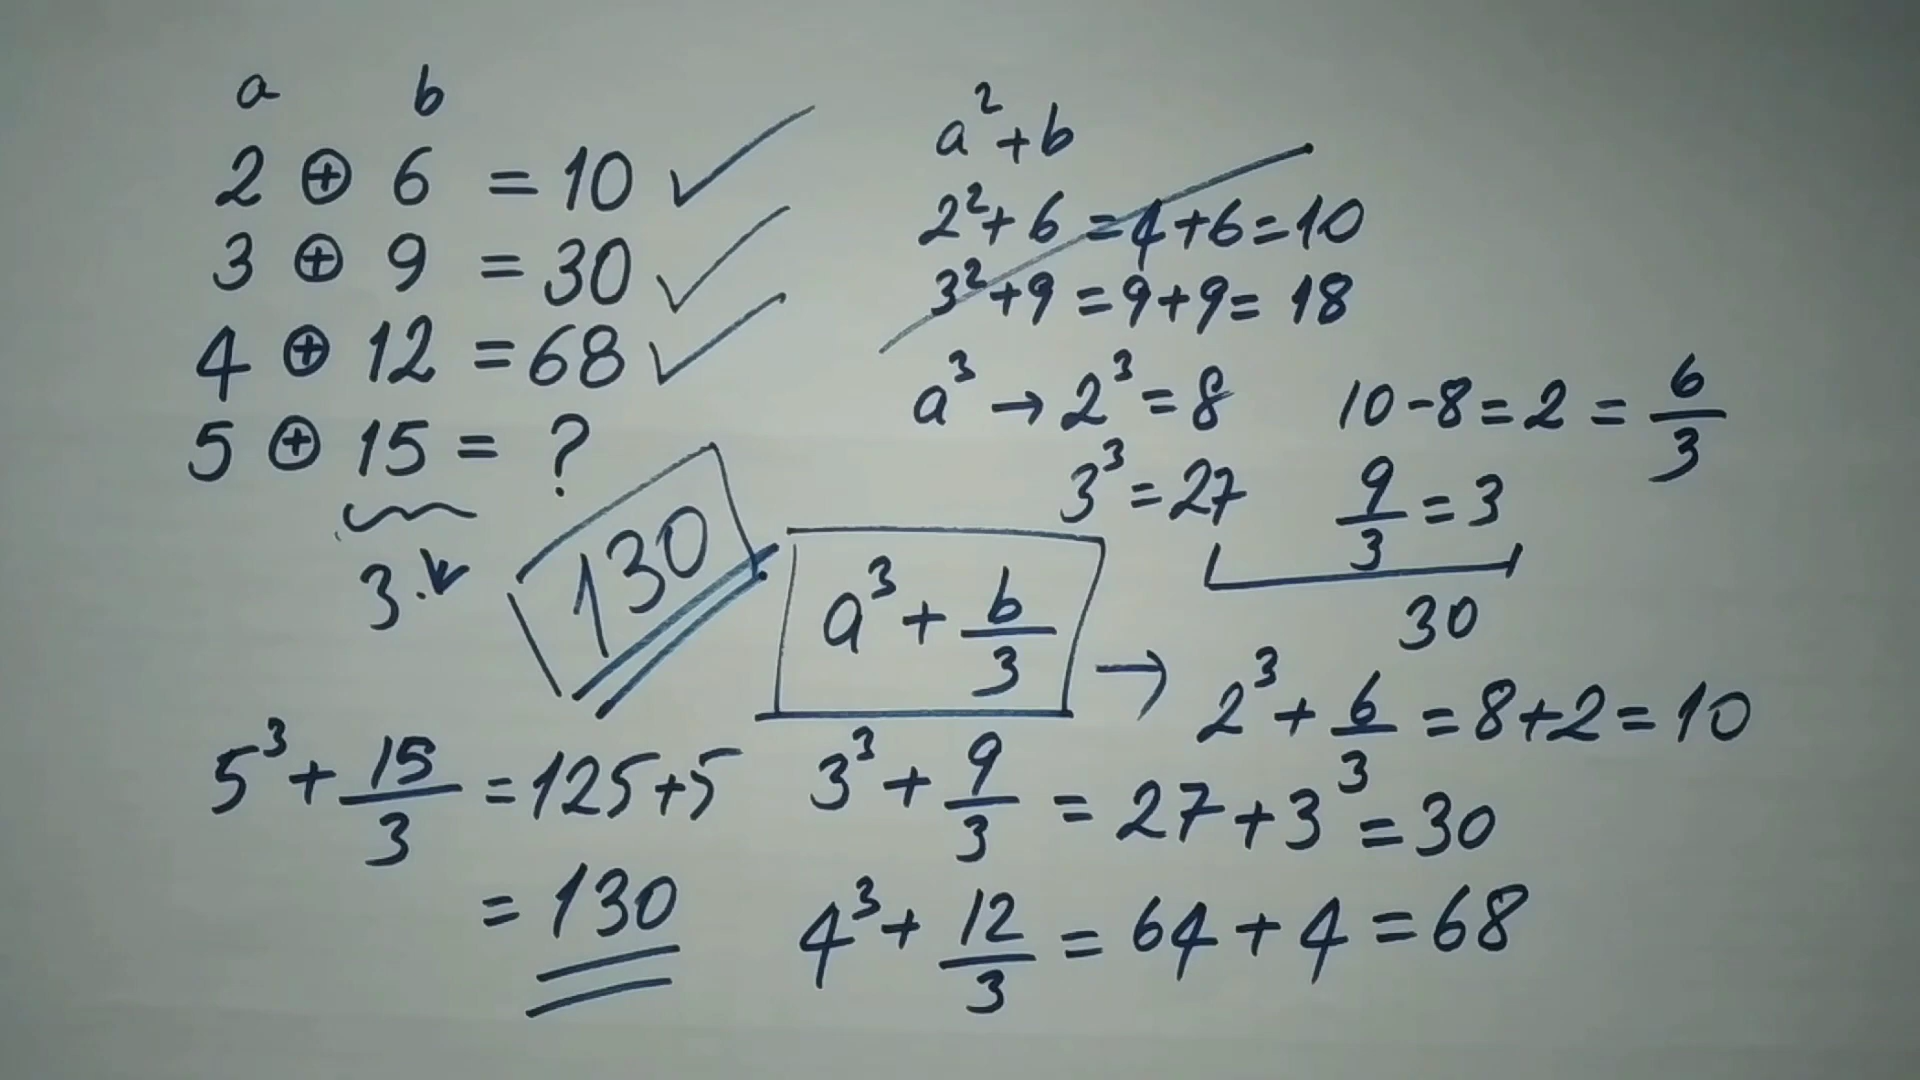 a b
2 ⊕ 6 = 10 ✓
3 ⊕ 9 = 30 ✓
4 ⊕ 12 = 68 ✓
5 ⊕ 15 = ?
3.
130
5³ + 15/3 = 125+5
= 130
a² + b
2² + 6 = 4+6=10
3² + 9 = 9+9= 18
a³ → 2³ = 8 10-8=2 = 6/3
3³ = 27 9/3 = 3
30
a³ + b/3 → 2³ + 6/3 = 8+2=10
3³ + 9/3 = 27+3 = 30
4³ + 12/3 = 64 + 4 = 68